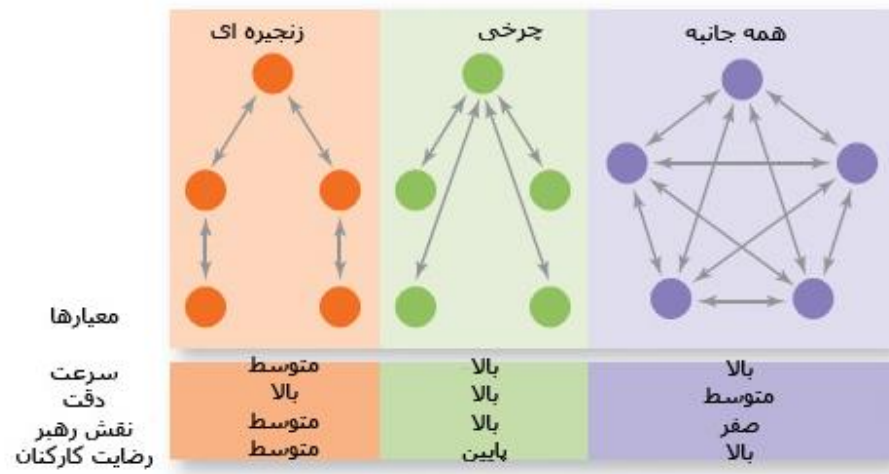 همه جانبه چرخی زنجیره ای
معیارها
سرعت متوسط بالا بالا
دقت بالا بالا متوسط
نقش رهبر متوسط بالا صفر
رضایت کارکنان متوسط پایین بالا